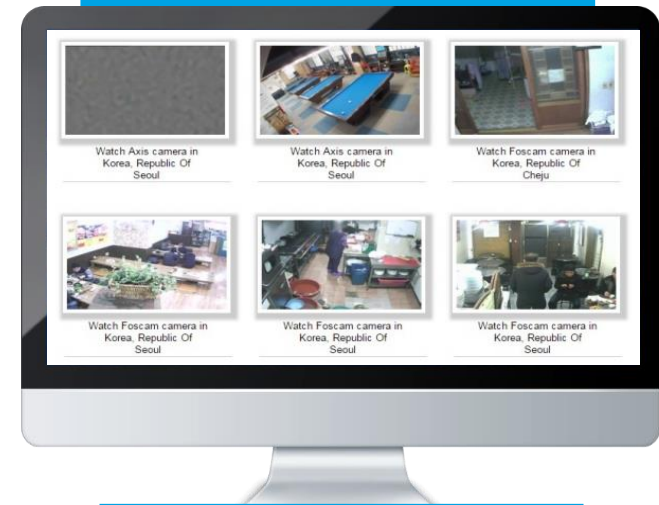 Watch Axis camera in
Korea, Republic Of
Seoul
Watch Axis camera in
Korea, Republic Of
Seoul
Watch Foscam camera in
Korea, Republic Of
Cheju
Watch Foscam camera in
Korea, Republic Of
Seoul
Watch Foscam camera in
Korea, Republic Of
Seoul
Watch Foscam camera in
Korea, Republic Of
Seoul